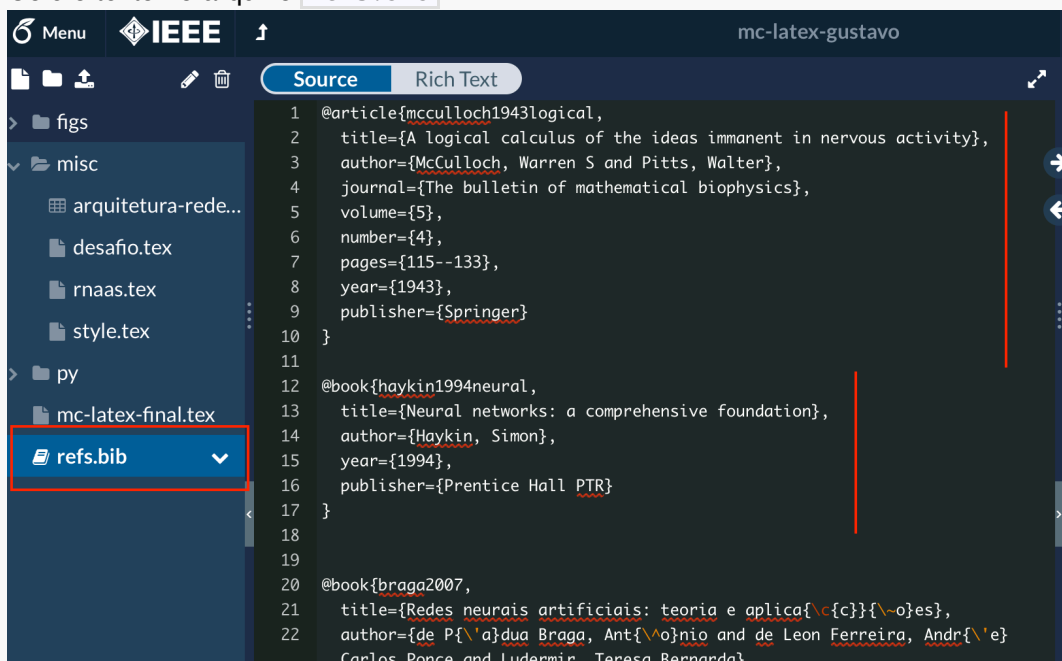 Menu IEEE mc-latex-gustavo
Source Rich Text
figs
misc
arquitetura-rede...
desafio.tex
rnaas.tex
style.tex
py
mc-latex-final.tex
refs.bib
1 @article{mcculloch1943logical,
2 title={A logical calculus of the ideas immanent in nervous activity},
3 author={McCulloch, Warren S and Pitts, Walter},
4 journal={The bulletin of mathematical biophysics},
5 volume={5},
6 number={4},
7 pages={115--133},
8 year={1943},
9 publisher={Springer}
10 }
11
12 @book{haykin1994neural,
13 title={Neural networks: a comprehensive foundation},
14 author={Haykin, Simon},
15 year={1994},
16 publisher={Prentice Hall PTR}
17 }
18
19
20 @book{braga2007,
21 title={Redes neurais artificiais: teoria e aplica{\c{c}}{\~o}es},
22 author={de P{\'a}dua Braga, Ant{\^o}nio and de Leon Ferreira, Andr{\'e}
Carlos Ponce and Ludermir, Teresa Bernarda}